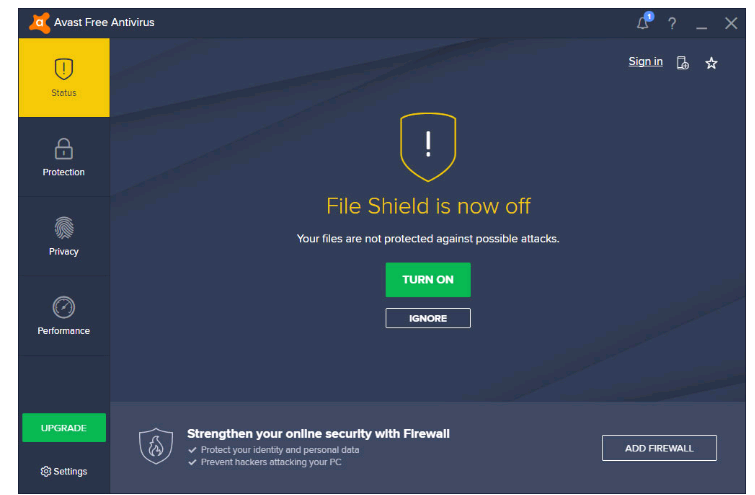 Avast Free Antivirus
1
?
Sign in
Status
!
Protection
File Shield is now off
Your files are not protected against possible attacks.
Privacy
TURN ON
IGNORE
Performance
UPGRADE
Strengthen your online security with Firewall
Protect your identity and personal data
Prevent hackers attacking your PC
ADD FIREWALL
Settings